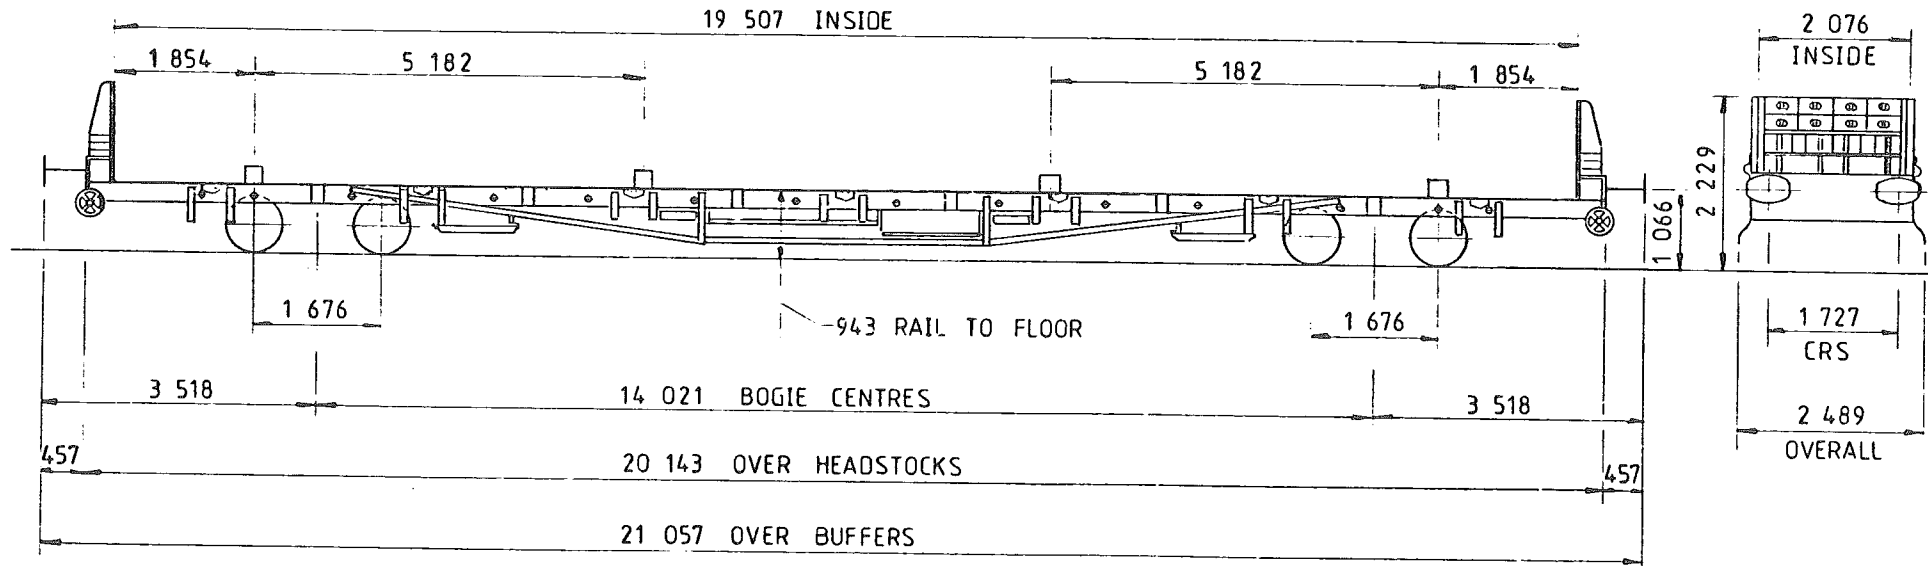 19 507 INSIDE
2 076
INSIDE
1 854
5 182
5 182
1 854
2 229
1 066
1 676
943 RAIL TO FLOOR
1 676
1 727
CRS
3 518
14 021 BOGIE CENTRES
3 518
2 489
OVERALL
457
20 143 OVER HEADSTOCKS
457
21 057 OVER BUFFERS